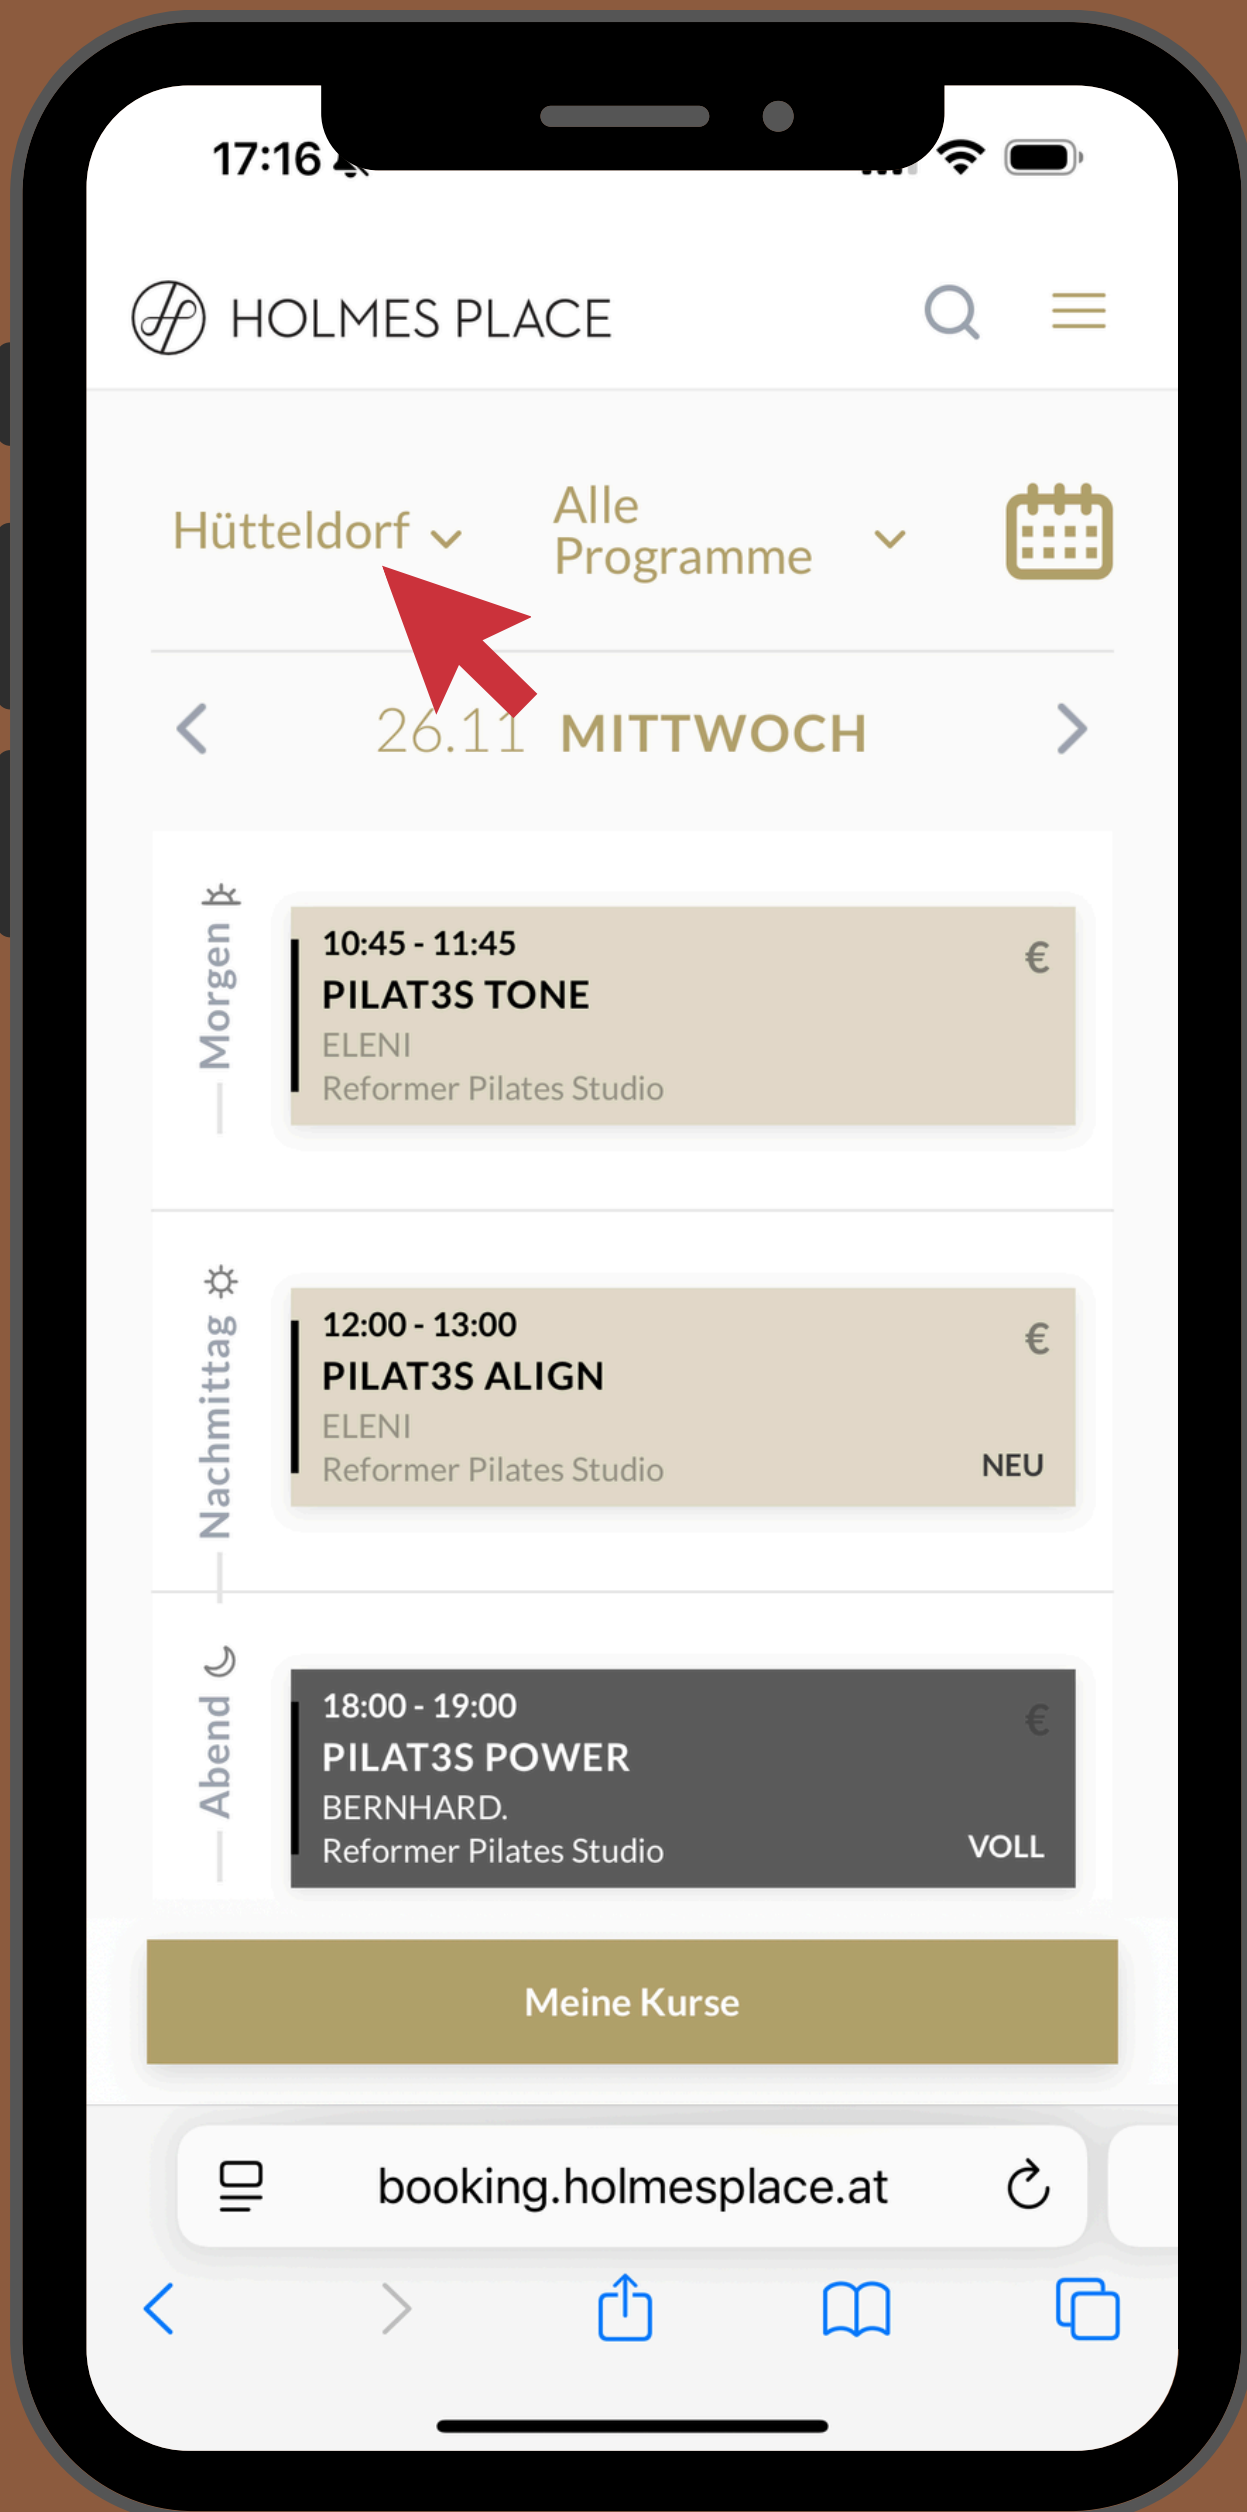 17:16
HOLMES PLACE
Hütteldorf
Alle
Programme
26.11 MITTWOCH
Morgen
10:45 - 11:45
€
PILAT3S TONE
ELENI
Reformer Pilates Studio
Nachmittag
12:00 - 13:00
€
PILAT3S ALIGN
ELENI
Reformer Pilates Studio
NEU
Abend
18:00 - 19:00
€
PILAT3S POWER
BERNHARD.
Reformer Pilates Studio
VOLL
Meine Kurse
booking.holmesplace.at